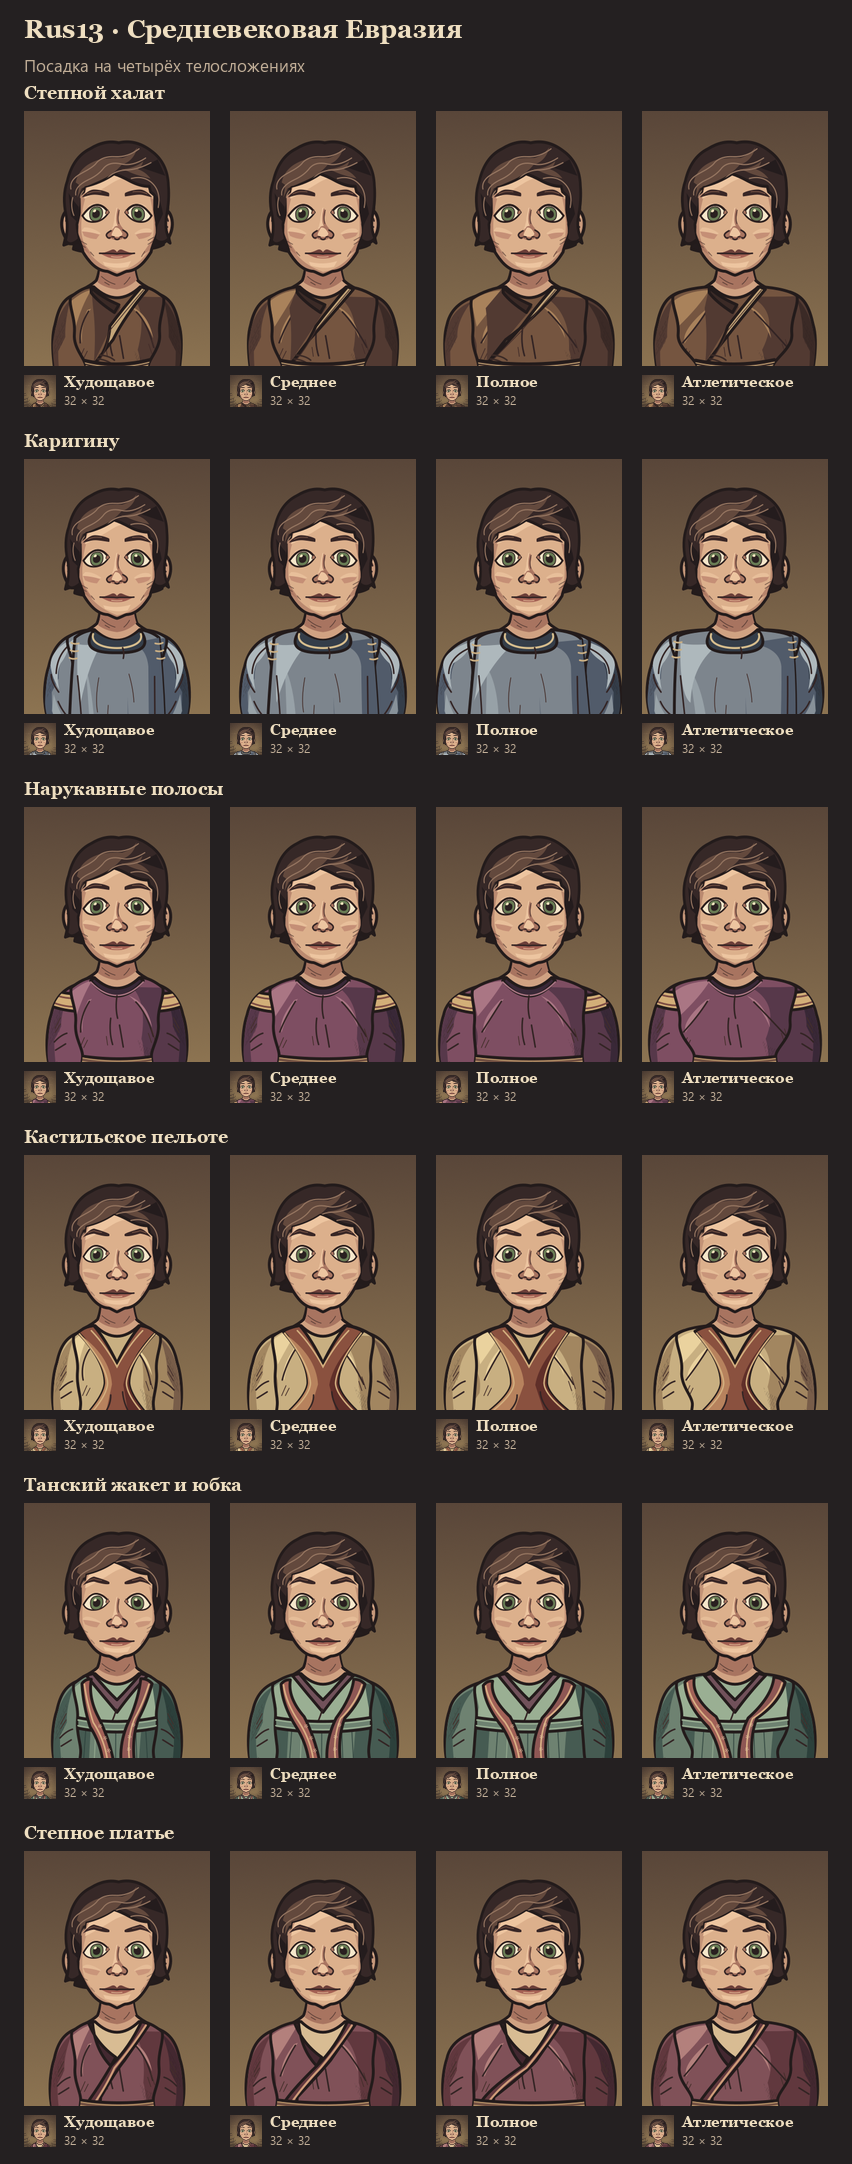 Rus13 · Средневековая Евразия
Посадка на четырёх телосложениях
Степной халат
Худощавое
32 × 32
Среднее
32 × 32
Полное
32 × 32
Атлетическое
32 × 32
Каригину
Худощавое
32 × 32
Среднее
32 × 32
Полное
32 × 32
Атлетическое
32 × 32
Нарукавные полосы
Худощавое
32 × 32
Среднее
32 × 32
Полное
32 × 32
Атлетическое
32 × 32
Кастильское пельоте
Худощавое
32 × 32
Среднее
32 × 32
Полное
32 × 32
Атлетическое
32 × 32
Танский жакет и юбка
Худощавое
32 × 32
Среднее
32 × 32
Полное
32 × 32
Атлетическое
32 × 32
Степное платье
Худощавое
32 × 32
Среднее
32 × 32
Полное
32 × 32
Атлетическое
32 × 32